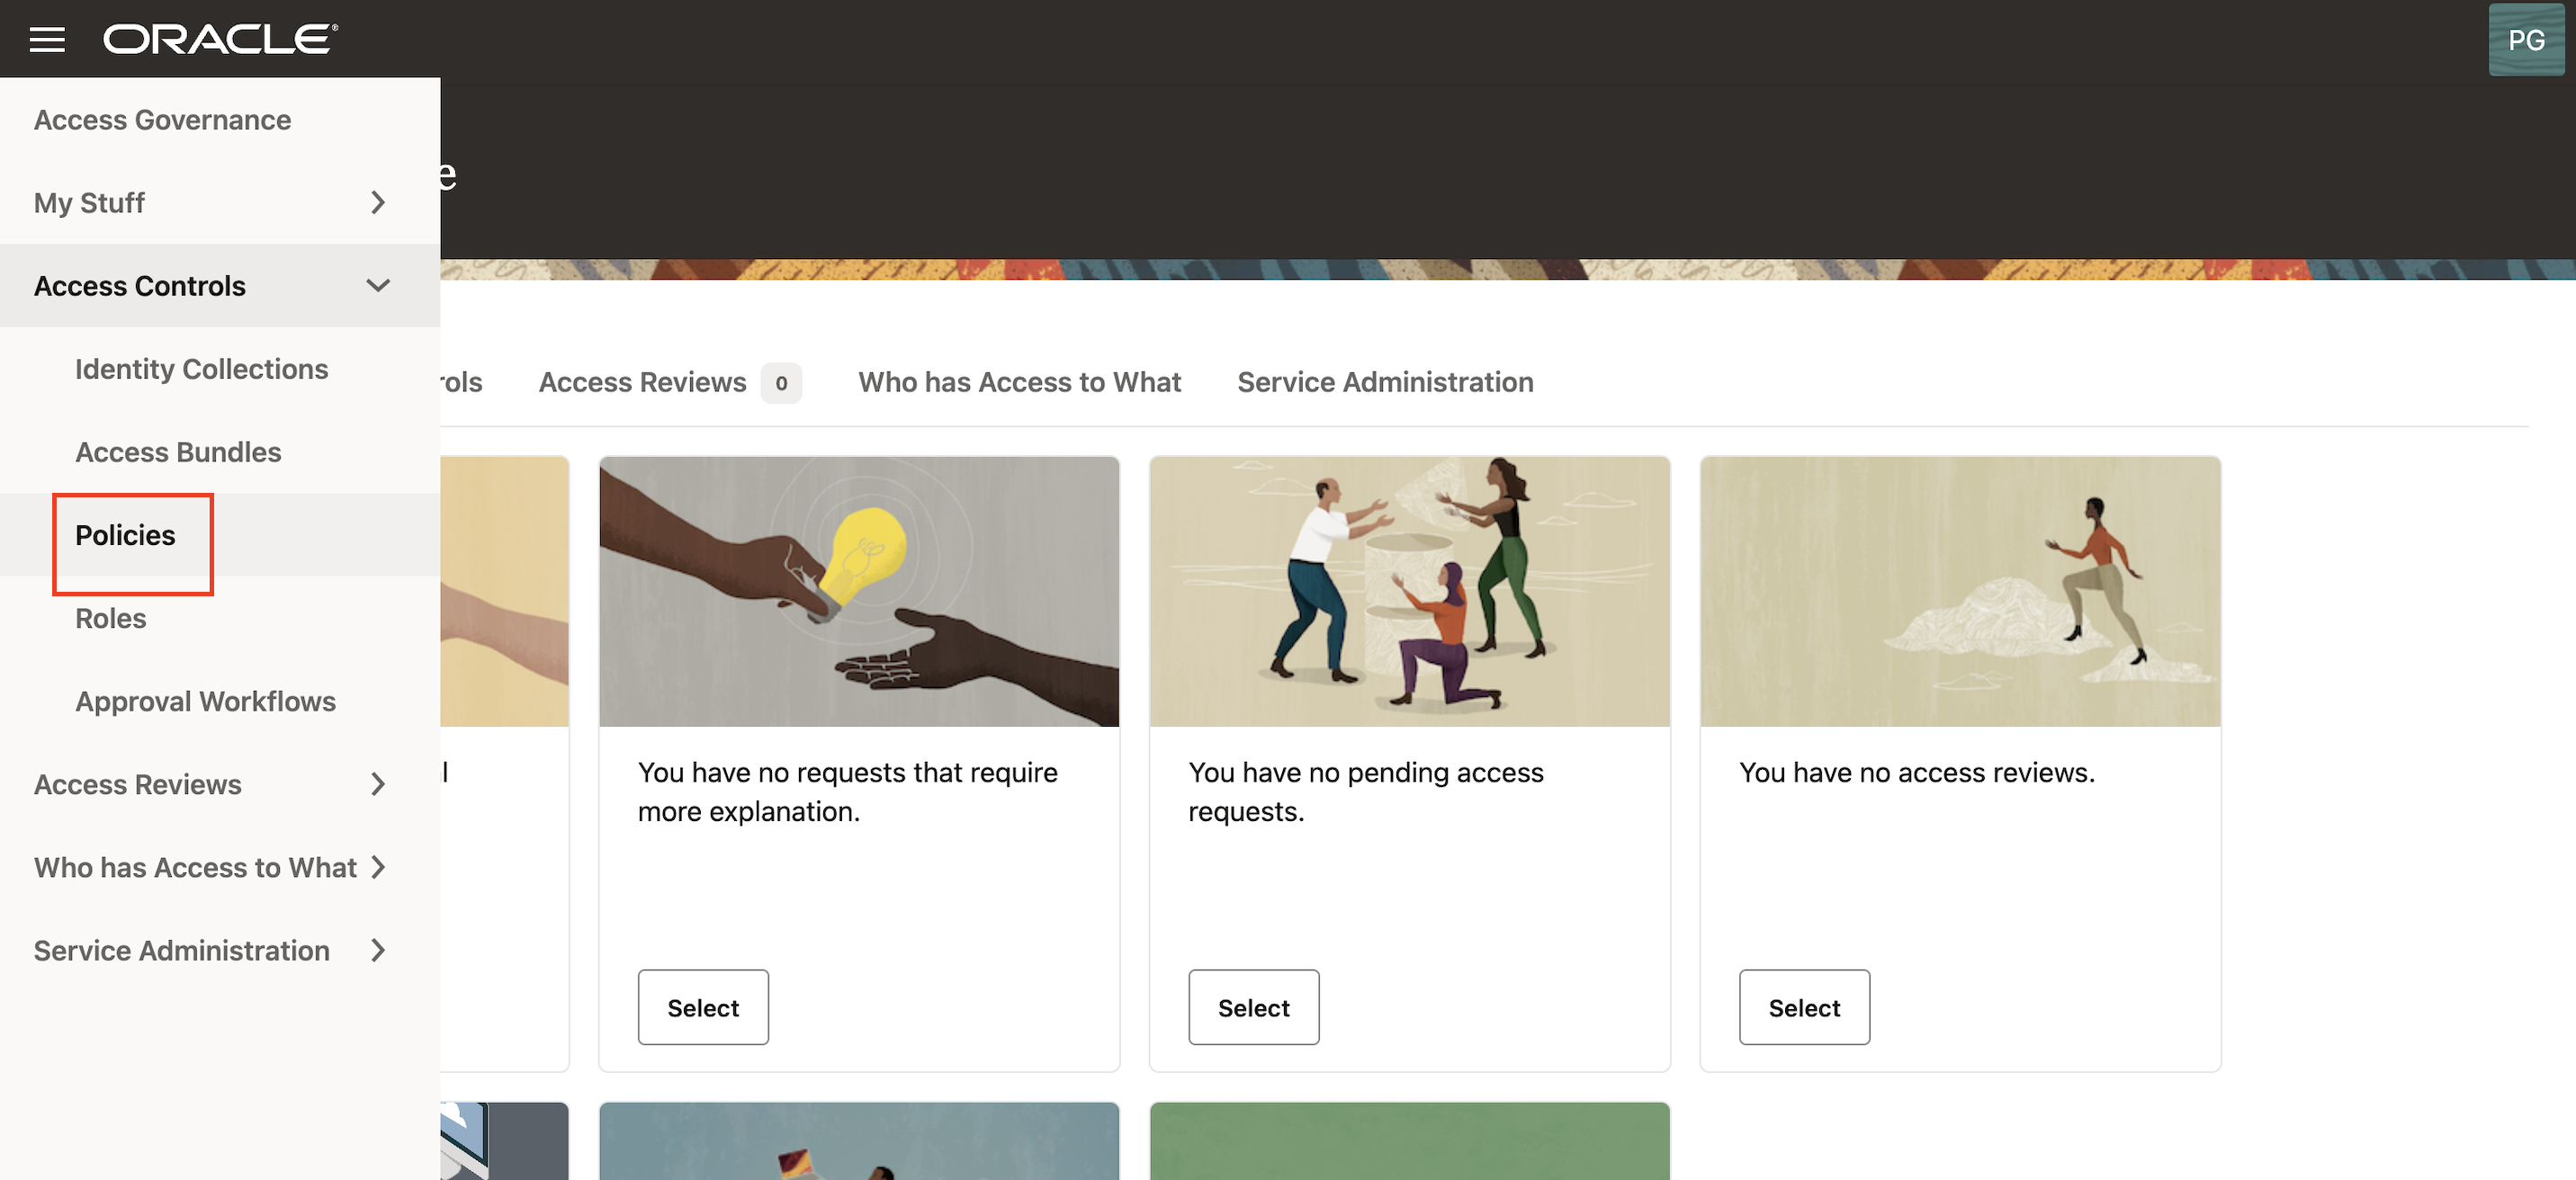 ORACLE
PG
Access Governance
My Stuff
Access Controls
Identity Collections
Access Bundles
Policies
Roles
Approval Workflows
Access Reviews
Who has Access to What
Service Administration
e
rols
Access Reviews 0
Who has Access to What
Service Administration
You have no requests that require
more explanation.
Select
You have no pending access
requests.
Select
You have no access reviews.
Select